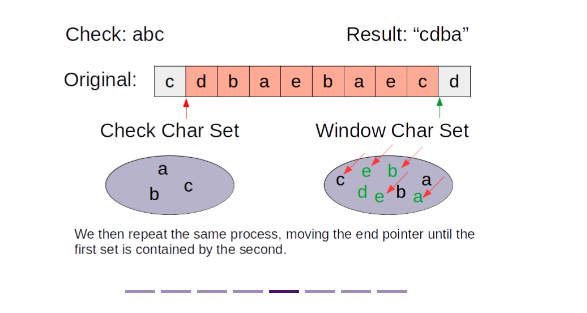 Check: abc Result: “cdba”
Original: c d b a e b a e c d
Check Char Set Window Char Set
a c b
c e b a d e b a
We then repeat the same process, moving the end pointer until the
first set is contained by the second.